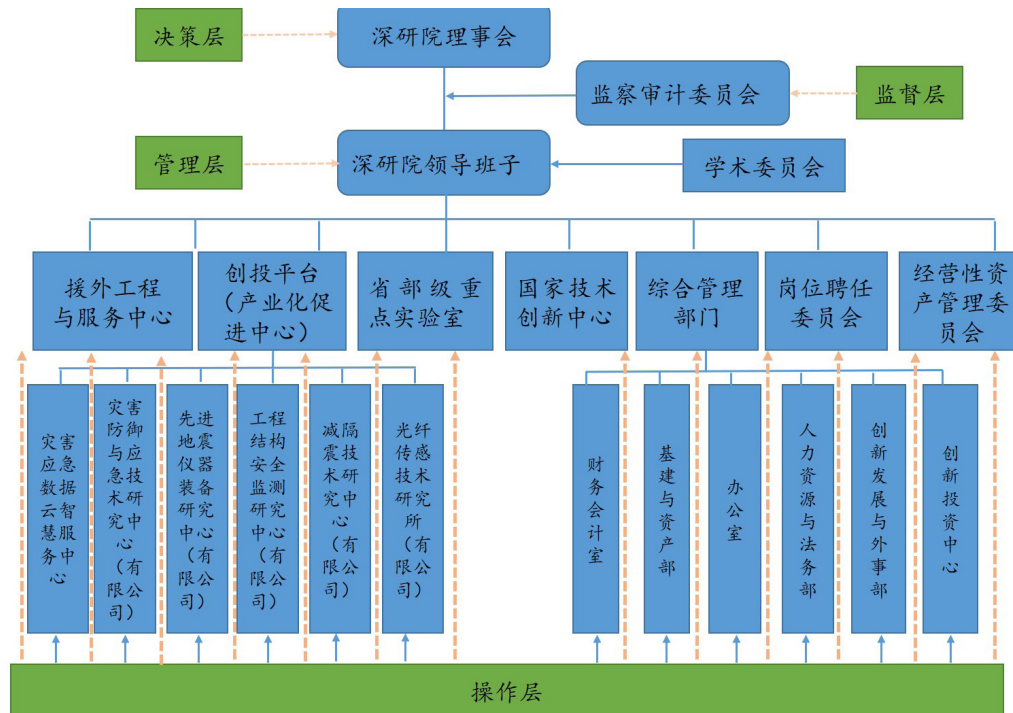 决策层
深研院理事会
监察审计委员会
监督层
管理层
深研院领导班子
学术委员会
援外工程
与服务中心
创投平台
（产业化促
进中心）
省部级重
点实验室
国家技术
创新中心
综合管理
部门
岗位聘任
委员会
经营性资
产管理委
员会
灾害
应急
数据
云智
慧服
务中
心
灾害
防御
与应
急技
术研
究中
心（
有限
公司
）
先进
地震
仪器
装备
研究
中心
（有
限公
司）
工程
结构
安全
监测
研究
中心
（有
限公
司）
减隔
震技
术研
究中
心（
有限
公司
）
光纤
传感
技术
研究
所（
有限
公司
）
财务会计室
基建与资产部
办公室
人力资源与法务部
创新发展与外事部
创新投资中心
操作层